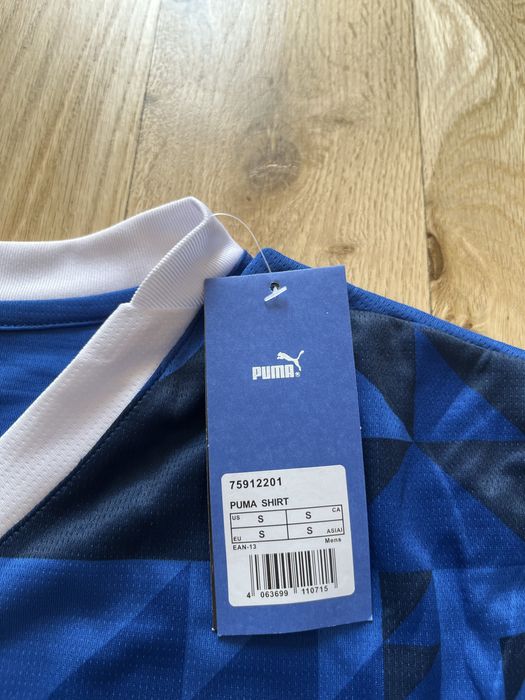 PUMA
75912201
PUMA SHIRT
US S S CA
EU S S ASIA/
EAN-13 Mens
4 063699 110715